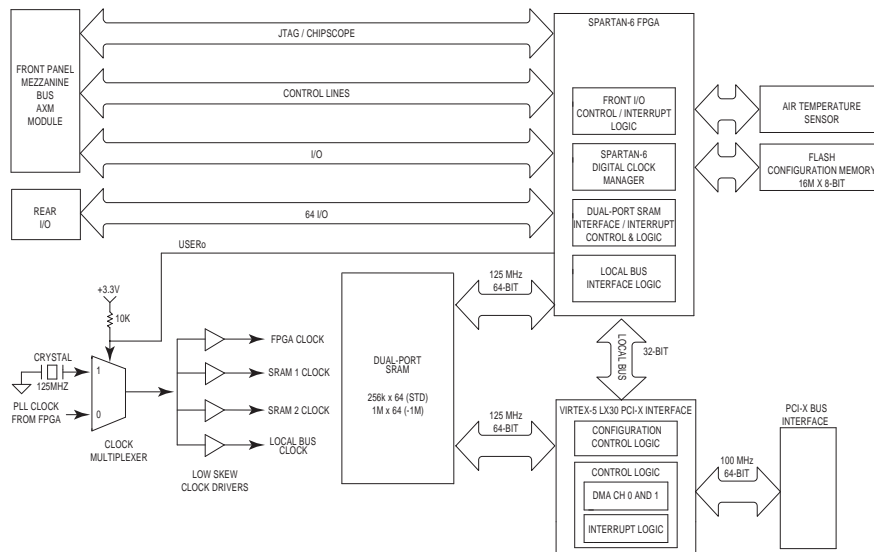 JTAG / CHIPSCOPE
SPARTAN-6 FPGA
FRONT PANEL
MEZZANINE
BUS
AXM
MODULE
CONTROL LINES
FRONT I/O
CONTROL / INTERRUPT
LOGIC
AIR TEMPERATURE
SENSOR
I/O
SPARTAN-6
DIGITAL CLOCK
MANAGER
FLASH
CONFIGURATION MEMORY
16M X 8-BIT
REAR
I/O
64 I/O
DUAL-PORT SRAM
INTERFACE / INTERRUPT
CONTROL & LOGIC
USERo
LOCAL BUS
INTERFACE LOGIC
125 MHz
64-BIT
+3.3V
10K
CRYSTAL
125MHZ
1
0
PLL CLOCK
FROM FPGA
CLOCK
MULTIPLEXER
FPGA CLOCK
SRAM 1 CLOCK
SRAM 2 CLOCK
LOCAL BUS
CLOCK
LOW SKEW
CLOCK DRIVERS
DUAL-PORT
SRAM
256k x 64 (STD)
1M x 64 (-1M)
LOCAL BUS
32-BIT
125 MHz
64-BIT
VIRTEX-5 LX30 PCI-X INTERFACE
CONFIGURATION
CONTROL LOGIC
CONTROL LOGIC
DMA CH 0 AND 1
INTERRUPT LOGIC
100 MHz
64-BIT
PCI-X BUS
INTERFACE